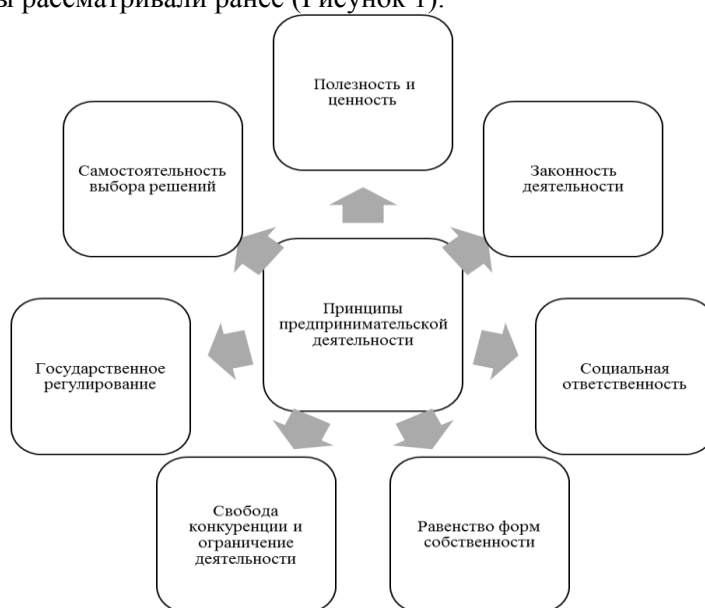 ы рассматривали ранее (Рисунок 1).
Полезность и
ценность
Самостоятельность
выбора решений
Законность
деятельности
Принципы
предпринимательской
деятельности
Государственное
регулирование
Социальная
ответственность
Свобода
конкуренции и
ограничение
деятельности
Равенство форм
собственности